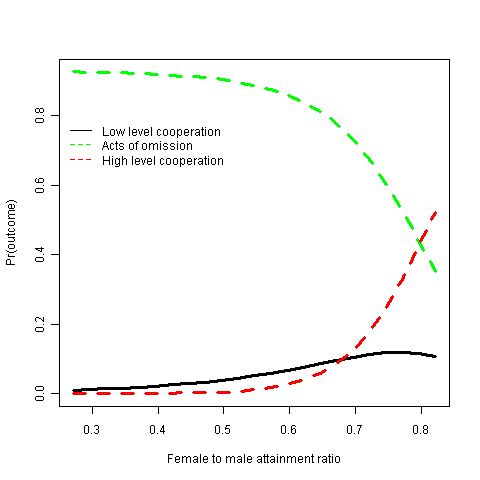 Pr(outcome)
0.8
0.6
0.4
0.2
0.0
Low level cooperation
Acts of omission
High level cooperation
0.3 0.4 0.5 0.6 0.7 0.8
Female to male attainment ratio